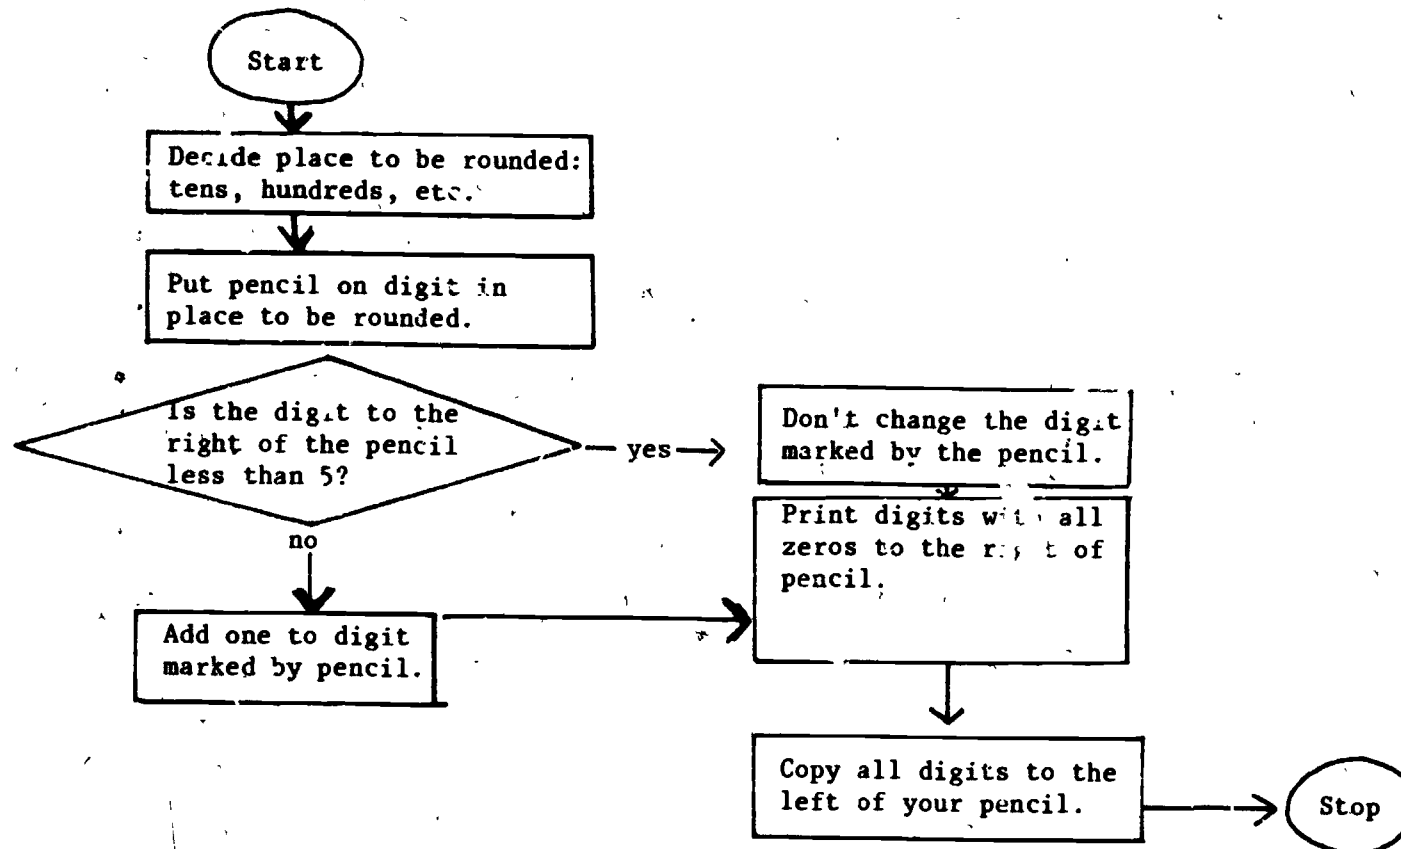 Start
Decide place to be rounded:
tens, hundreds, etc.
Put pencil on digit in
place to be rounded.
Is the digit to the
right of the pencil
less than 5?
yes
no
Don't change the digit
marked by the pencil.
Print digits with all
zeros to the right of
pencil.
Add one to digit
marked by pencil.
Copy all digits to the
left of your pencil.
Stop